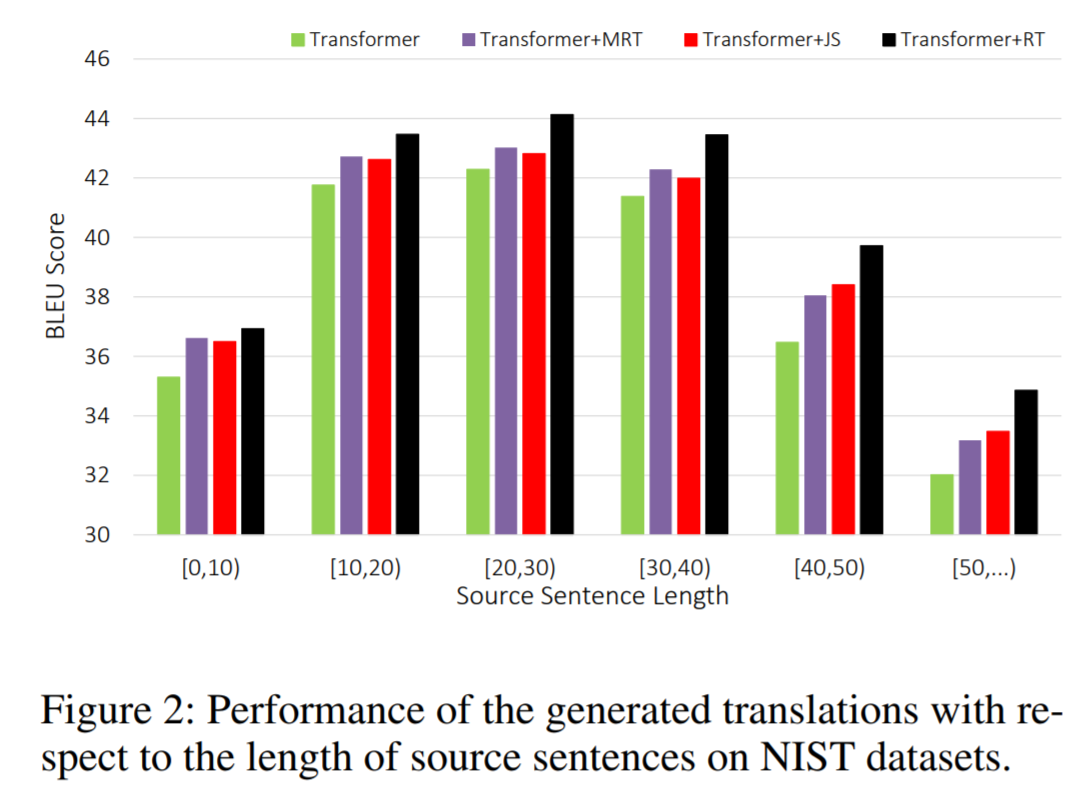 Transformer Transformer+MRT Transformer+JS Transformer+RT
46
44
42
40
38
36
34
32
30
BLEU Score
[0,10) [10,20) [20,30) [30,40) [40,50) [50,...)
Source Sentence Length
Figure 2: Performance of the generated translations with re-
spect to the length of source sentences on NIST datasets.